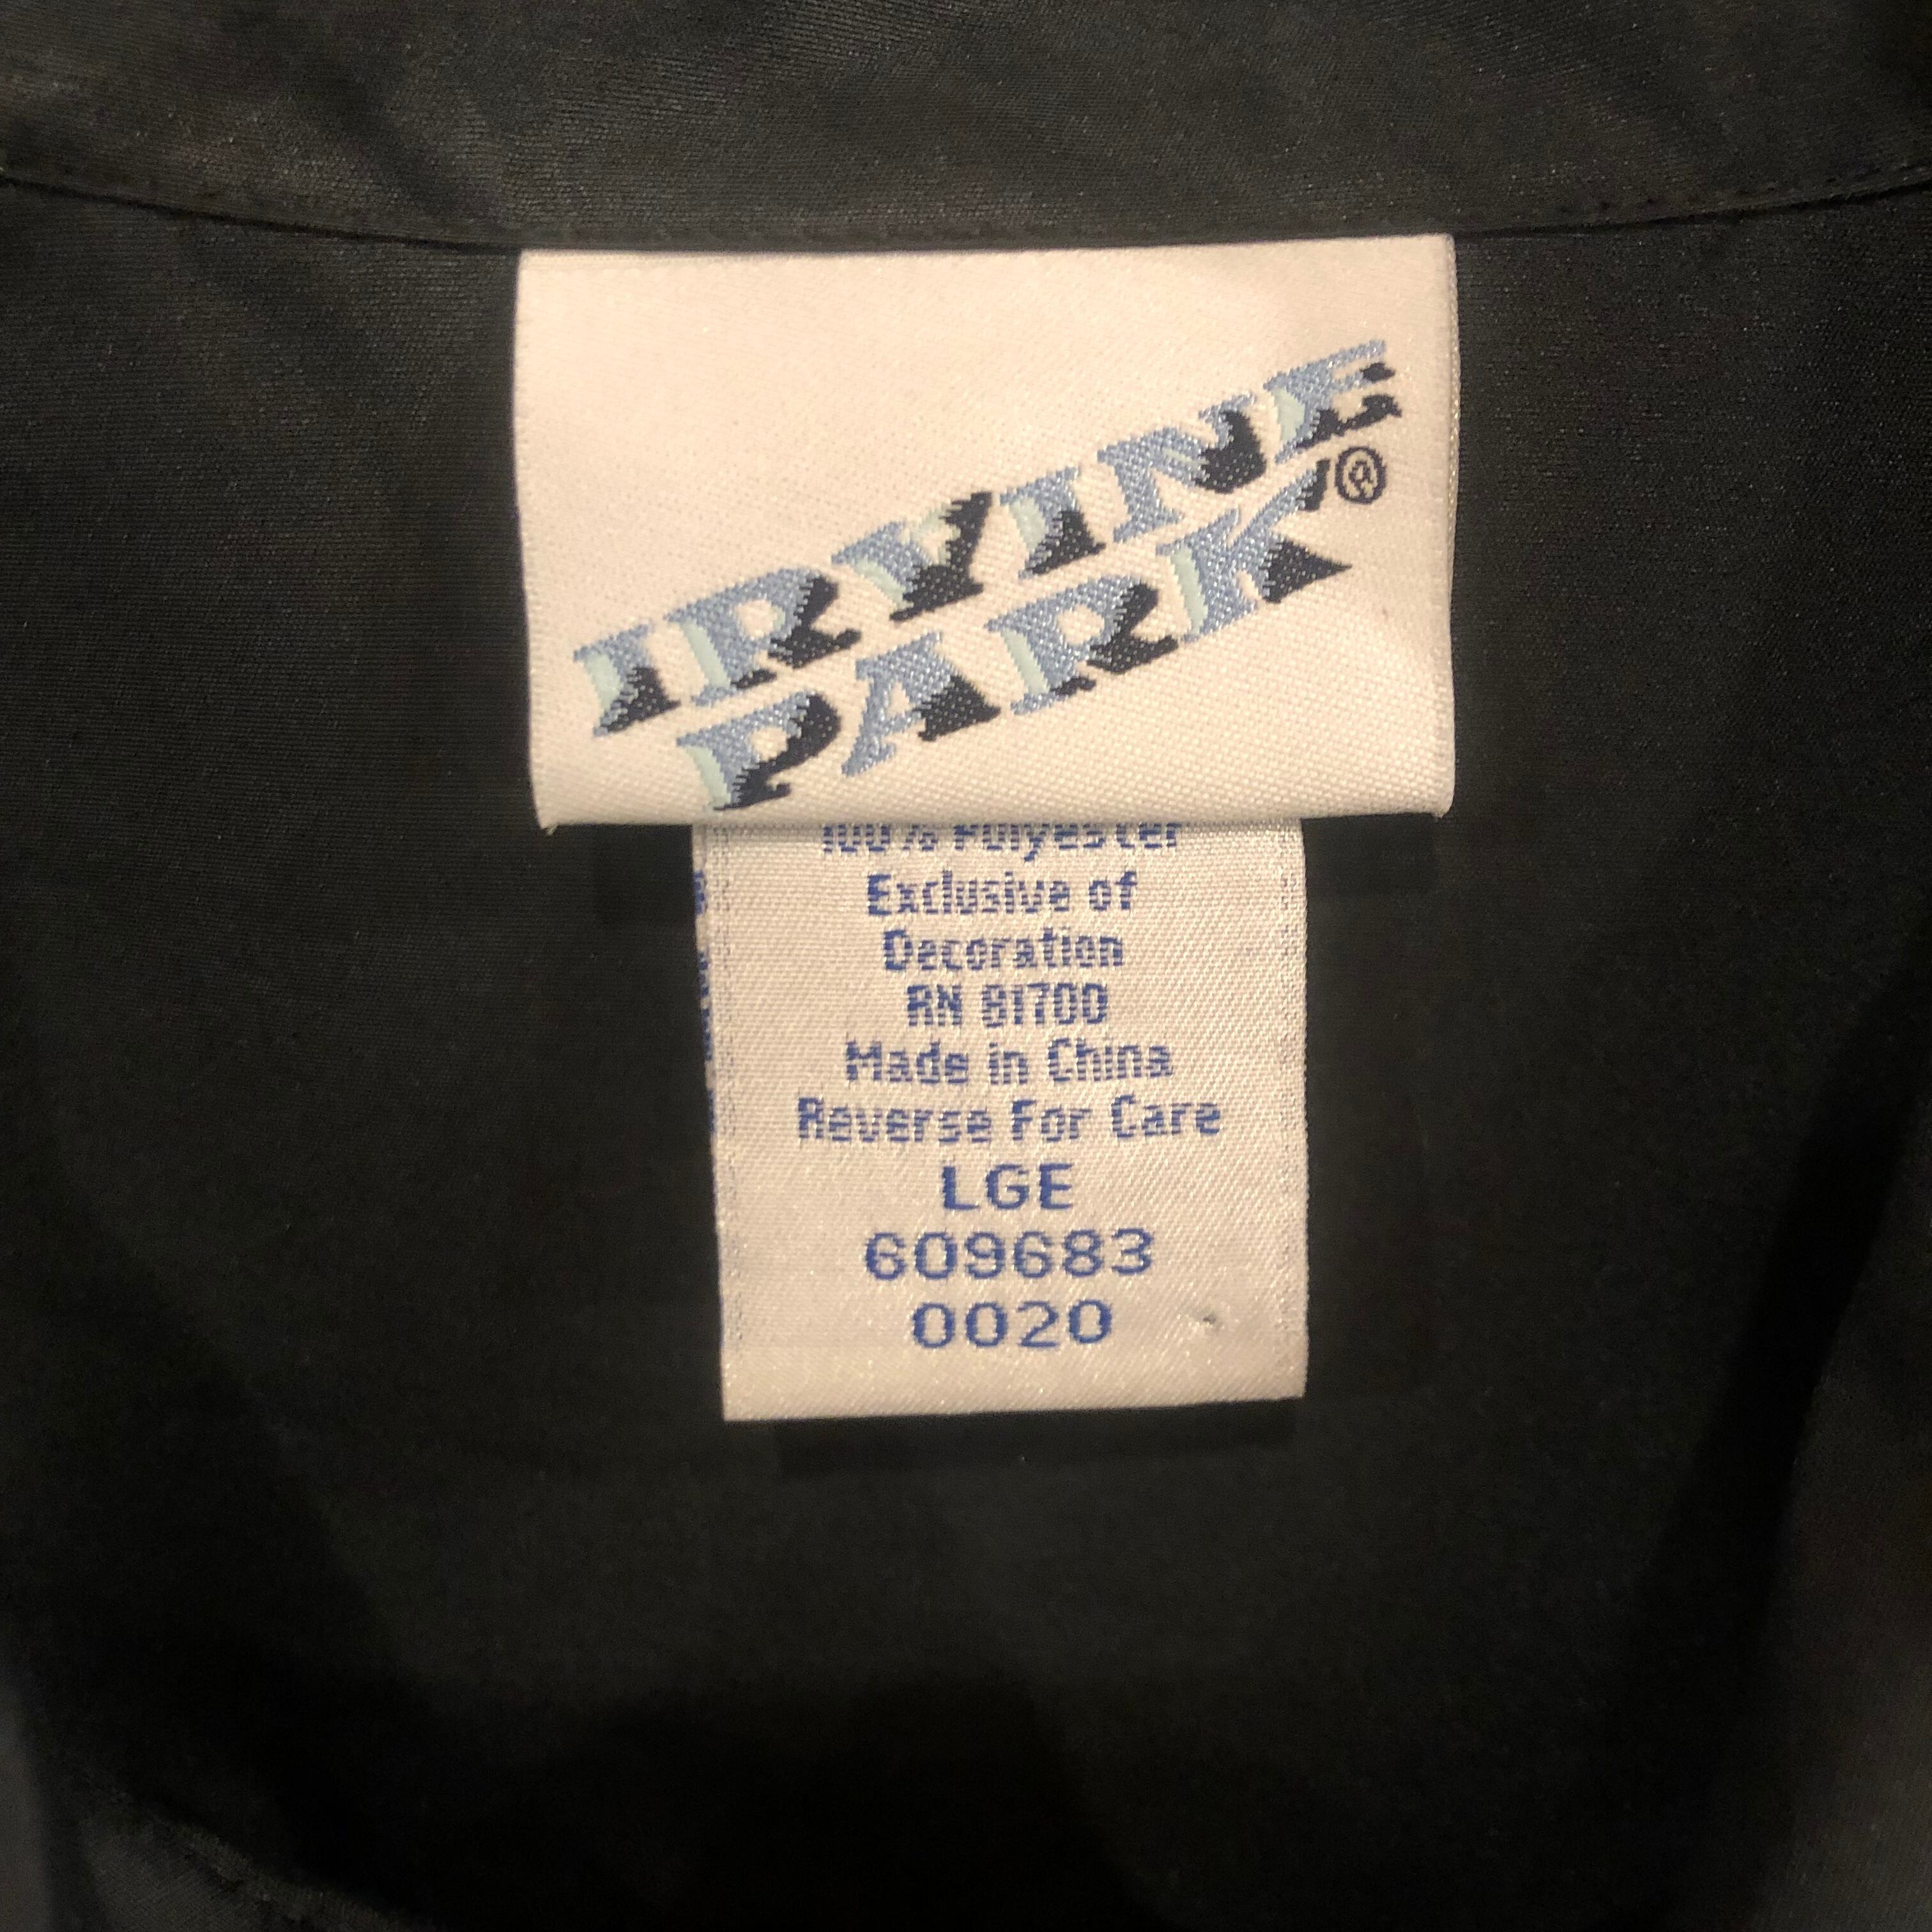 IRVINE
PARK®
100% Polyester
Exclusive of
Decoration
RN 81700
Made in China
Reverse For Care
LGE
609683
0020